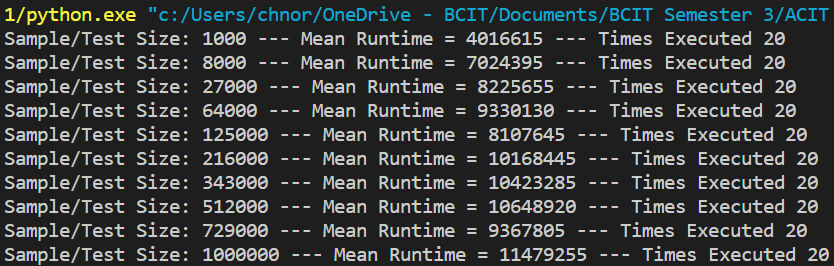 1/python.exe "c:/Users/chnor/OneDrive - BCIT/Documents/BCIT Semester 3/ACIT
Sample/Test Size: 1000 --- Mean Runtime = 4016615 --- Times Executed 20
Sample/Test Size: 8000 --- Mean Runtime = 7024395 --- Times Executed 20
Sample/Test Size: 27000 --- Mean Runtime = 8225655 --- Times Executed 20
Sample/Test Size: 64000 --- Mean Runtime = 9330130 --- Times Executed 20
Sample/Test Size: 125000 --- Mean Runtime = 8107645 --- Times Executed 20
Sample/Test Size: 216000 --- Mean Runtime = 10168445 --- Times Executed 20
Sample/Test Size: 343000 --- Mean Runtime = 10423285 --- Times Executed 20
Sample/Test Size: 512000 --- Mean Runtime = 10648920 --- Times Executed 20
Sample/Test Size: 729000 --- Mean Runtime = 9367805 --- Times Executed 20
Sample/Test Size: 1000000 --- Mean Runtime = 11479255 --- Times Executed 20